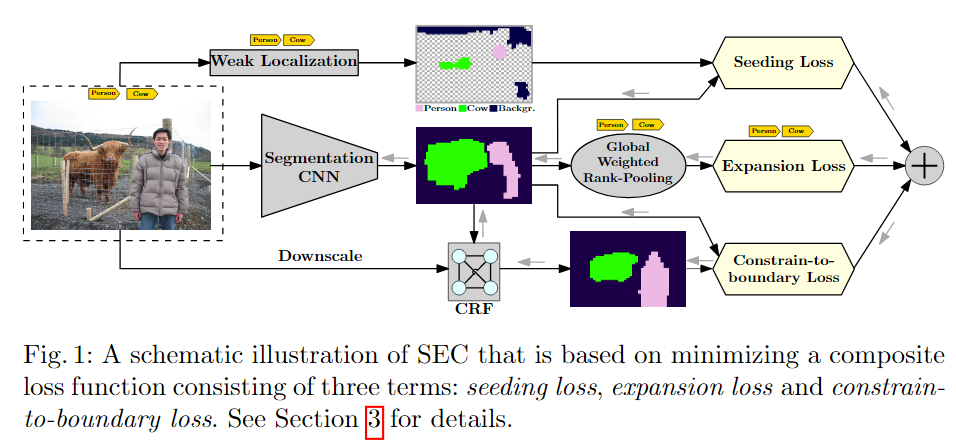 Person Cow
Weak Localization
Person Cow Backgr.
Seeding Loss
Person Cow
Segmentation
CNN
Person Cow
Global
Weighted
Rank-Pooling
Person Cow
Expansion Loss
+
Downscale
CRF
Constrain-to-
boundary Loss
Fig. 1: A schematic illustration of SEC that is based on minimizing a composite
loss function consisting of three terms: seeding loss, expansion loss and constrain-
to-boundary loss. See Section 3 for details.